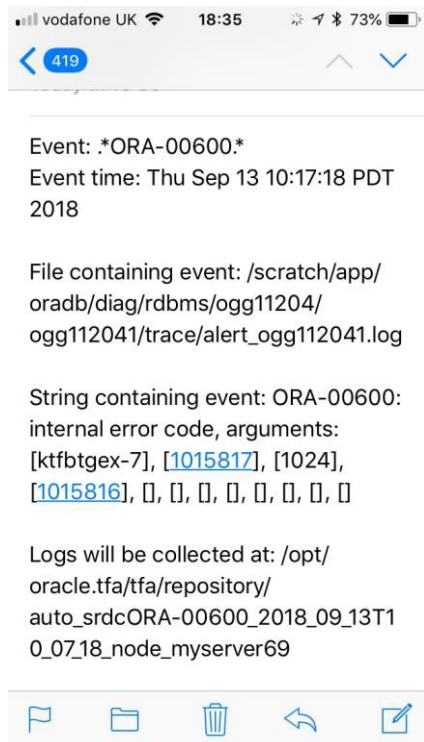 vodafone UK 18:35 73%
419
Event: .*ORA-00600.*
Event time: Thu Sep 13 10:17:18 PDT
2018
File containing event: /scratch/app/
oradb/diag/rdbms/ogg11204/
ogg112041/trace/alert_ogg112041.log
String containing event: ORA-00600:
internal error code, arguments:
[ktfbtgex-7], [1015817], [1024],
[1015816], [], [], [], [], [], [], [], []
Logs will be collected at: /opt/
oracle.tfa/tfa/repository/
auto_srdcORA-00600_2018_09_13T1
0_07_18_node_myserver69